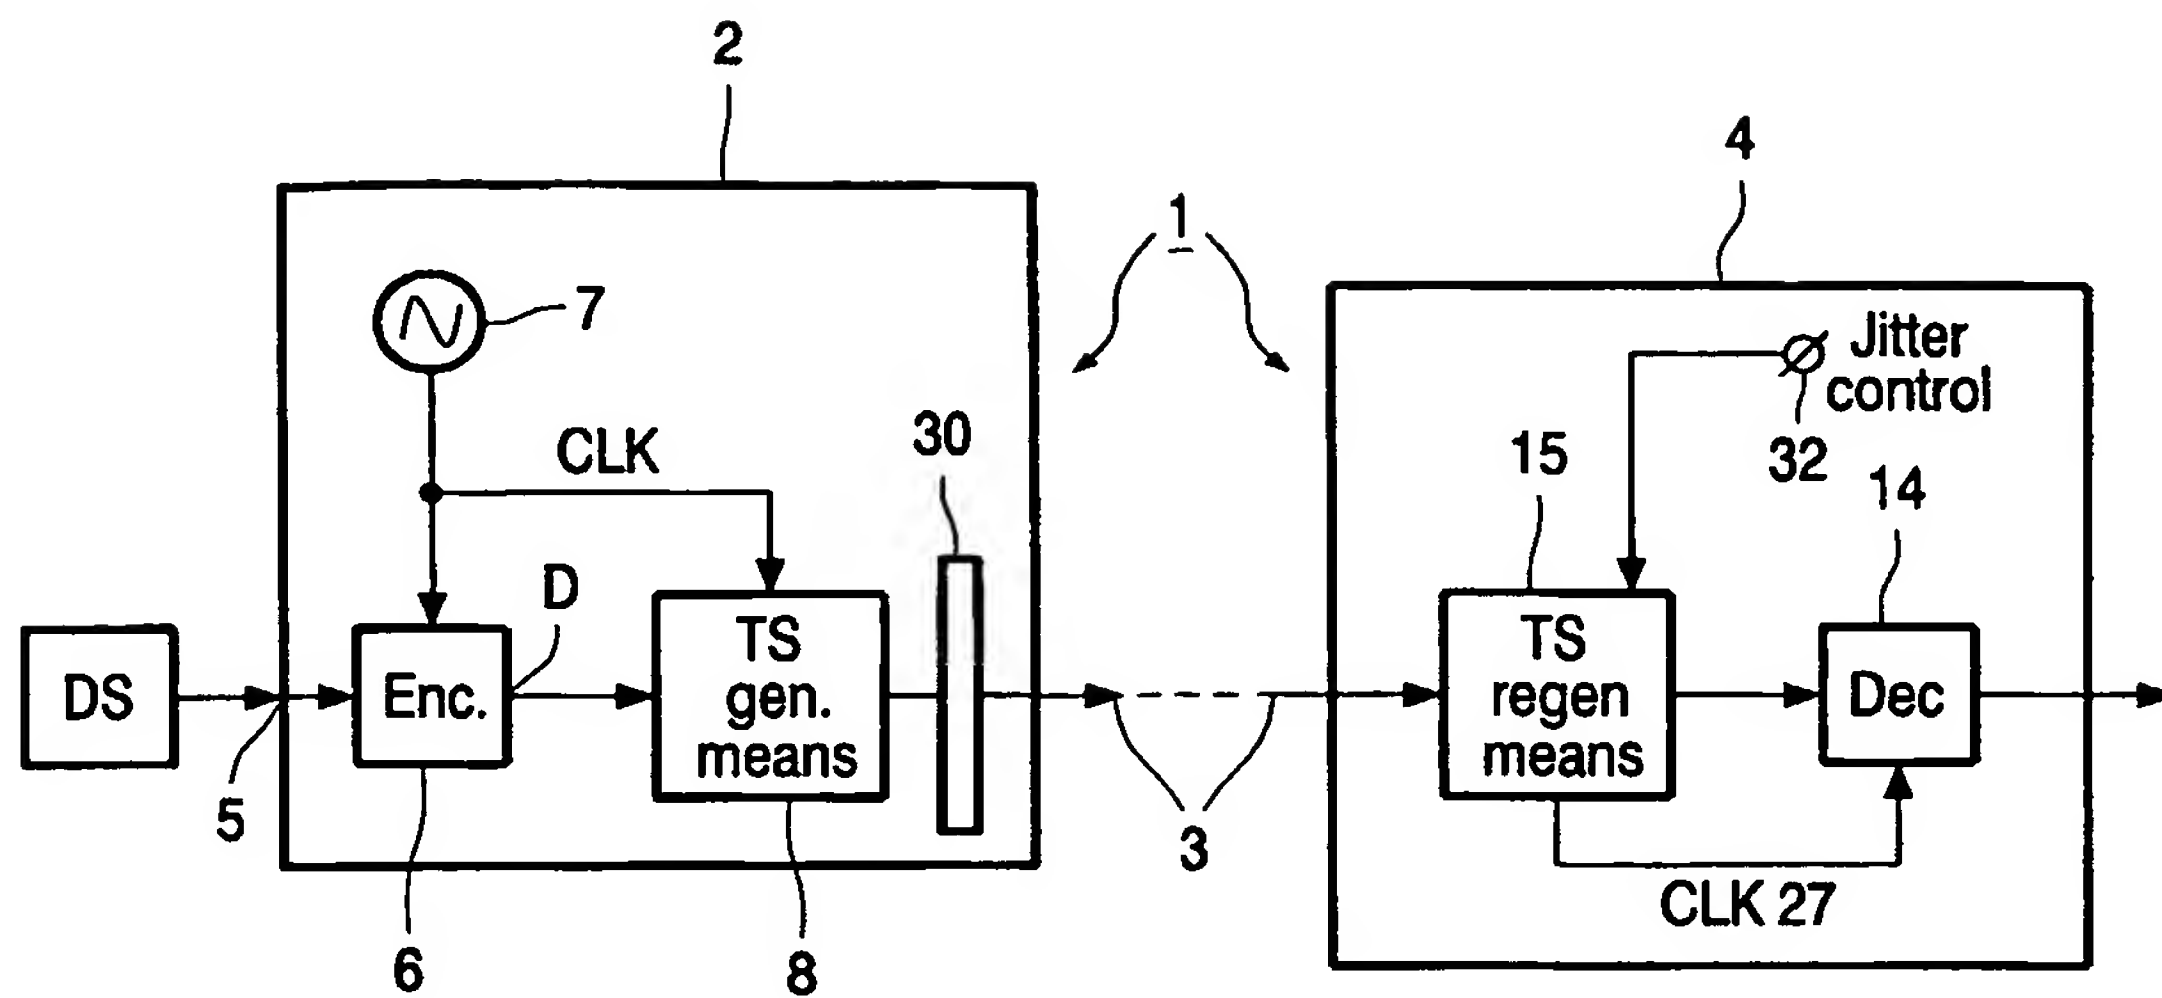 2
4
1
7
Jitter
control
CLK
30
15
32
14
D
DS
Enc.
TS
gen.
means
TS
regen
means
Dec
5
3
CLK 27
6
8